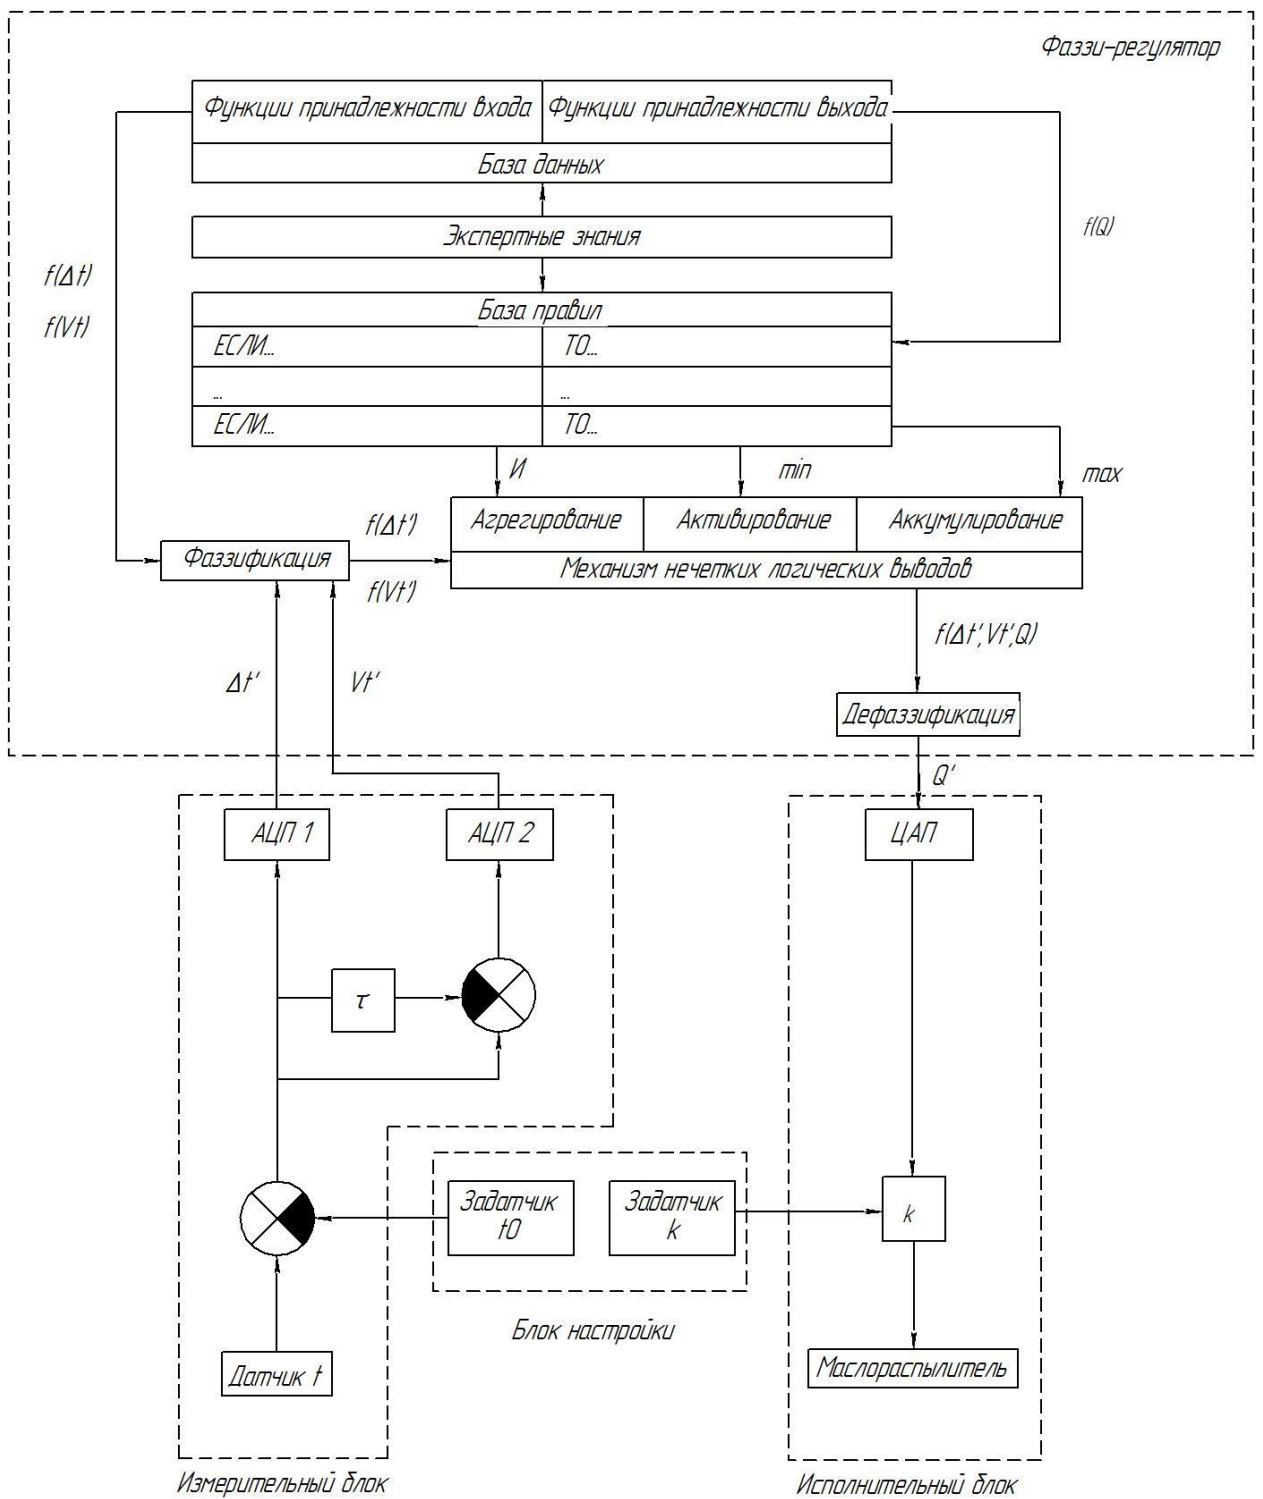 Фаззи-регулятор
Функции принадлежности входа
Функции принадлежности выхода
База данных
Экспертные знания
f(Q)
f(Δt)
f(Vt)
База правил
ЕСЛИ...
ТО...
...
...
ЕСЛИ...
ТО...
И
min
max
Агрегирование
Активирование
Аккумулирование
f(Δt')
Фаззификация
Механизм нечетких логических выводов
f(Vt')
f(Δt',Vt',Q)
Δt'
Vt'
Дефаззификация
Q'
АЦП 1
АЦП 2
ЦАП
τ
Задатчик
t0
Задатчик
k
k
Блок настройки
Датчик t
Маслораспылитель
Измерительный блок
Исполнительный блок